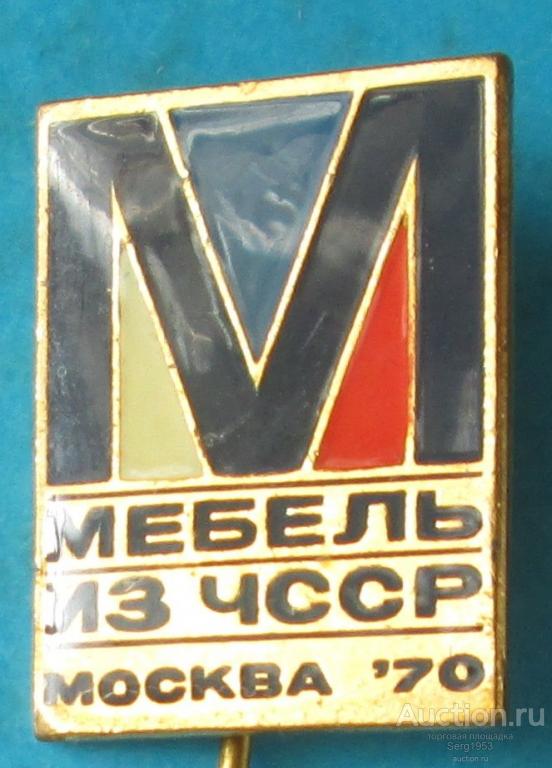 М
МЕБЕЛЬ
ИЗ ЧССР
МОСКВА '70
Auction.ru
торговая площадка
Serg1953
auction.ru